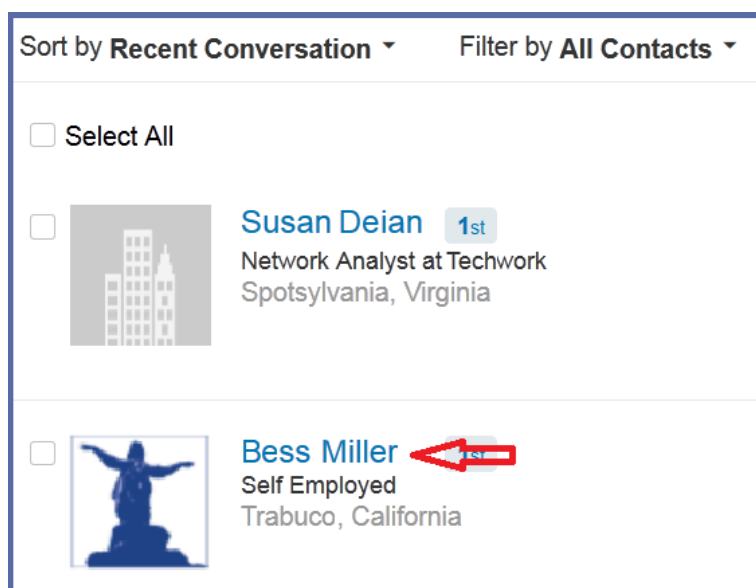 Sort by Recent Conversation Filter by All Contacts
Select All
Susan Deian 1st
Network Analyst at Techwork
Spotsylvania, Virginia
Bess Miller 1st
Self Employed
Trabuco, California